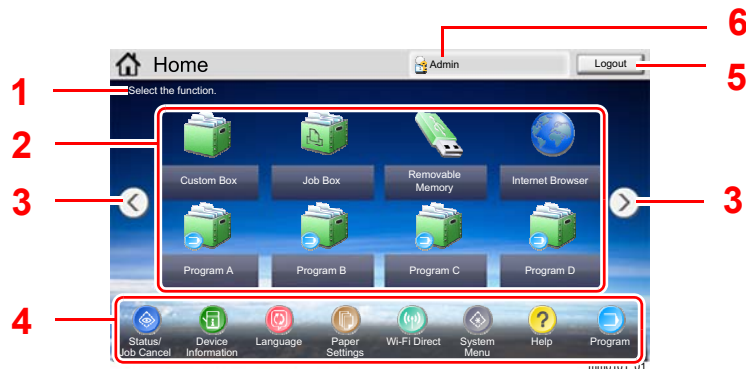 6
Home
Admin
Logout
5
1
Select the function.
2
Custom Box
Job Box
Removable
Memory
Internet Browser
3
3
Program A
Program B
Program C
Program D
4
Status/
Job Cancel
Device
Information
Language
Paper
Settings
Wi-Fi Direct
System
Menu
?
Help
Program